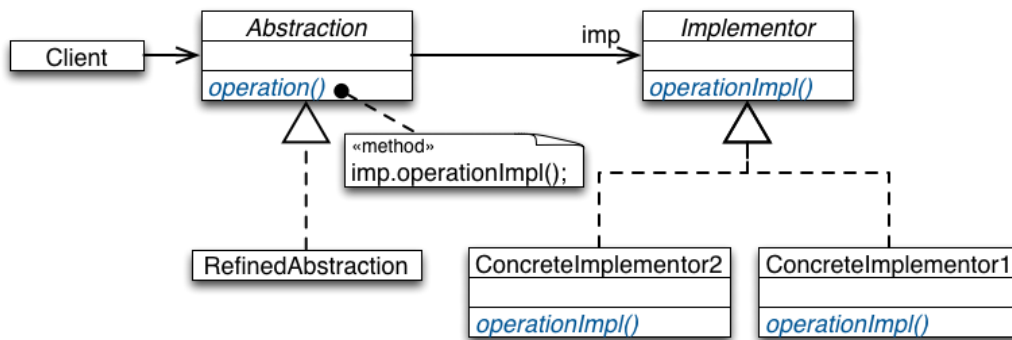 Client
Abstraction
operation()
imp
Implementor
operationImpl()
«method»
imp.operationImpl();
RefinedAbstraction
ConcreteImplementor2
operationImpl()
ConcreteImplementor1
operationImpl()